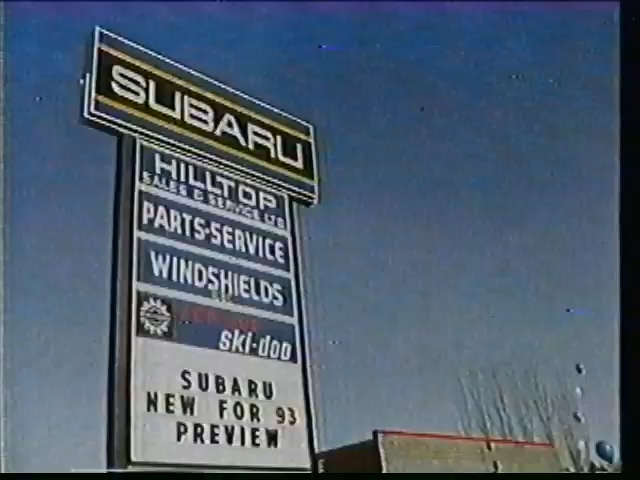 SUBARU
HILLTOP
SALES & SERVICE LTD
PARTS-SERVICE
WINDSHIELDS
ski-doo
SUBARU
NEW FOR 93
PREVIEW